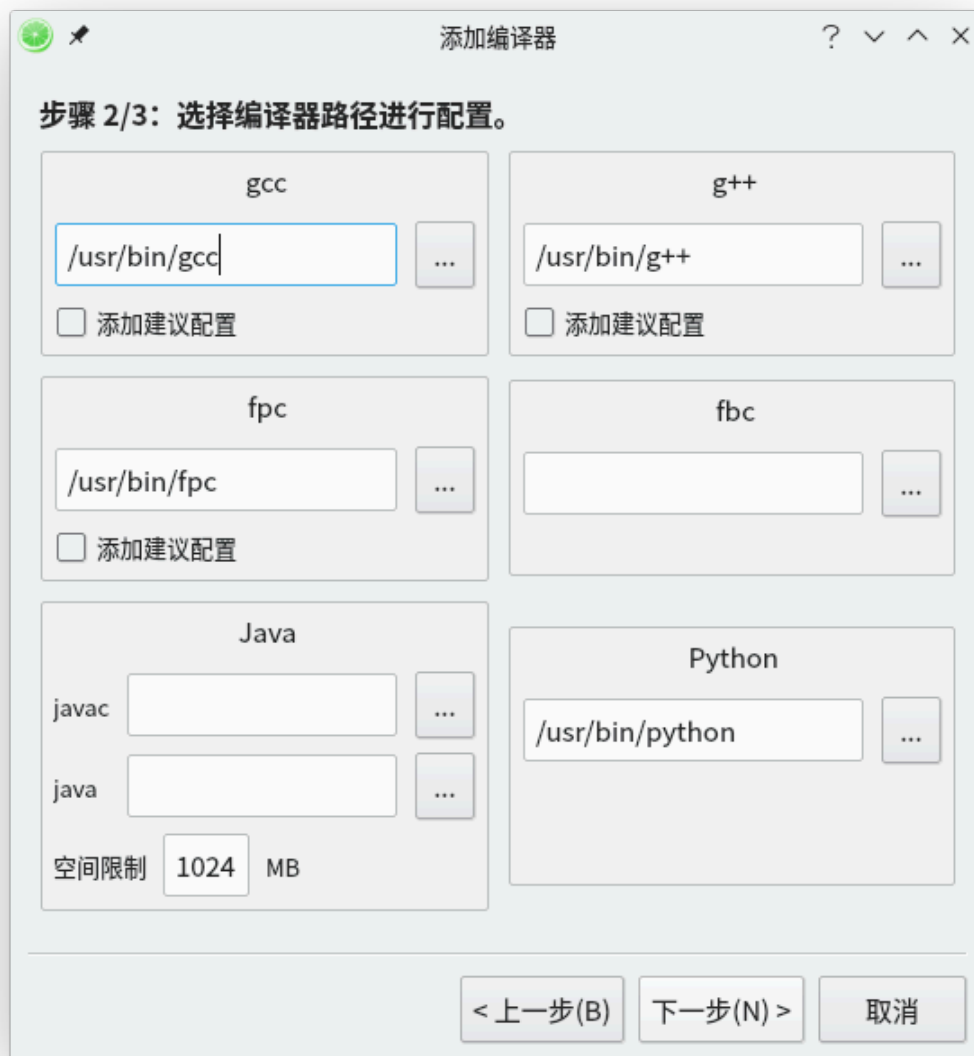 添加编译器
步骤 2/3：选择编译器路径进行配置。
gcc
/usr/bin/gcc
...
添加建议配置
g++
/usr/bin/g++
...
添加建议配置
fpc
/usr/bin/fpc
...
添加建议配置
fbc
...
Java
javac
...
java
...
空间限制 1024 MB
Python
/usr/bin/python
...
< 上一步(B) 下一步(N) > 取消